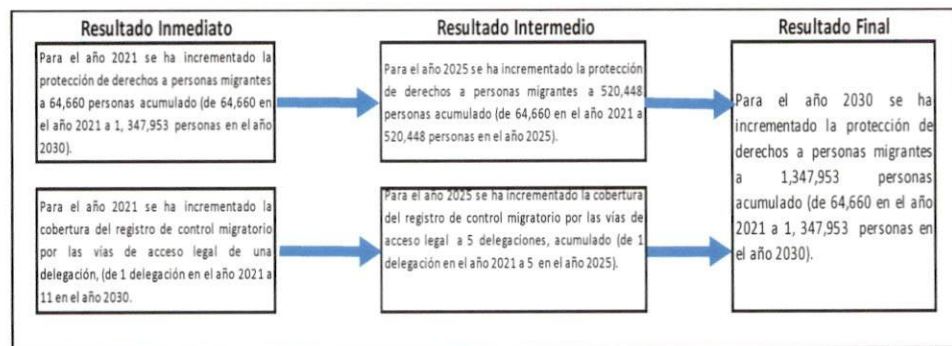 Resultado Inmediato
Para el año 2021 se ha incrementado la
protección de derechos a personas migrantes
a 64,660 personas acumulado (de 64,660 en
el año 2021 a 1, 347,953 personas en el año
2030).
Para el año 2021 se ha incrementado la
cobertura del registro de control migratorio
por las vías de acceso legal de una
delegación, (de 1 delegación en el año 2021 a
11 en el año 2030.
Resultado Intermedio
Para el año 2025 se ha incrementado la protección
de derechos a personas migrantes a 520,448
personas acumulado (de 64,660 en el año 2021 a
520,448 personas en el año 2025).
Para el año 2025 se ha incrementado la cobertura
del registro de control migratorio por las vías de
acceso legal a 5 delegaciones, acumulado (de 1
delegación en el año 2021 a 5 en el año 2025).
Resultado Final
Para el año 2030 se ha
incrementado la protección de
derechos a personas migrantes
a 1,347,953 personas
acumulado (de 64,660 en el año
2021 a 1, 347,953 personas en
el año 2030).